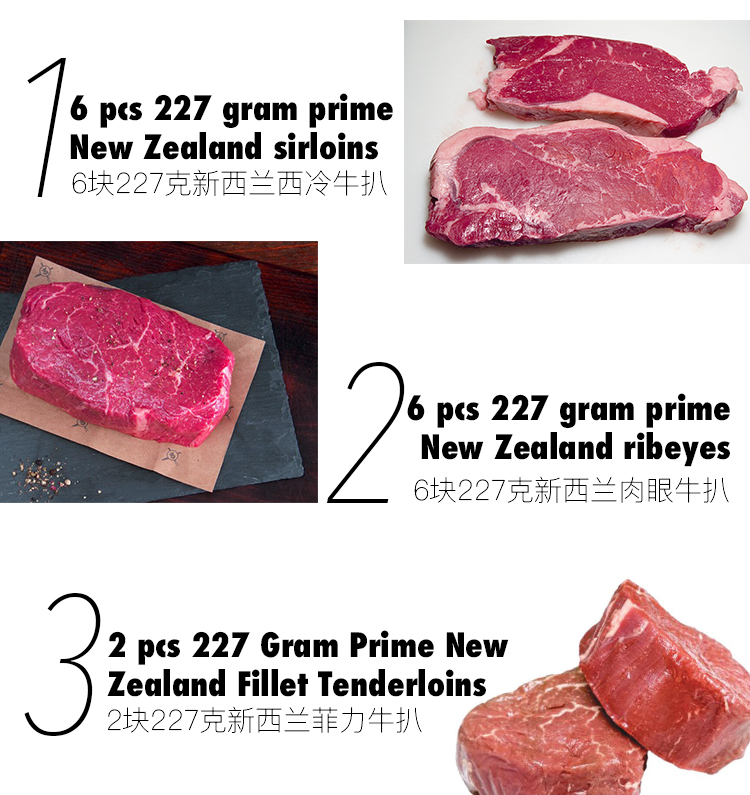 1
6 pcs 227 gram prime
New Zealand sirloins
6块227克新西兰西冷牛扒
2
6 pcs 227 gram prime
New Zealand ribeyes
6块227克新西兰肉眼牛扒
3
2 pcs 227 Gram Prime New
Zealand Fillet Tenderloins
2块227克新西兰菲力牛扒